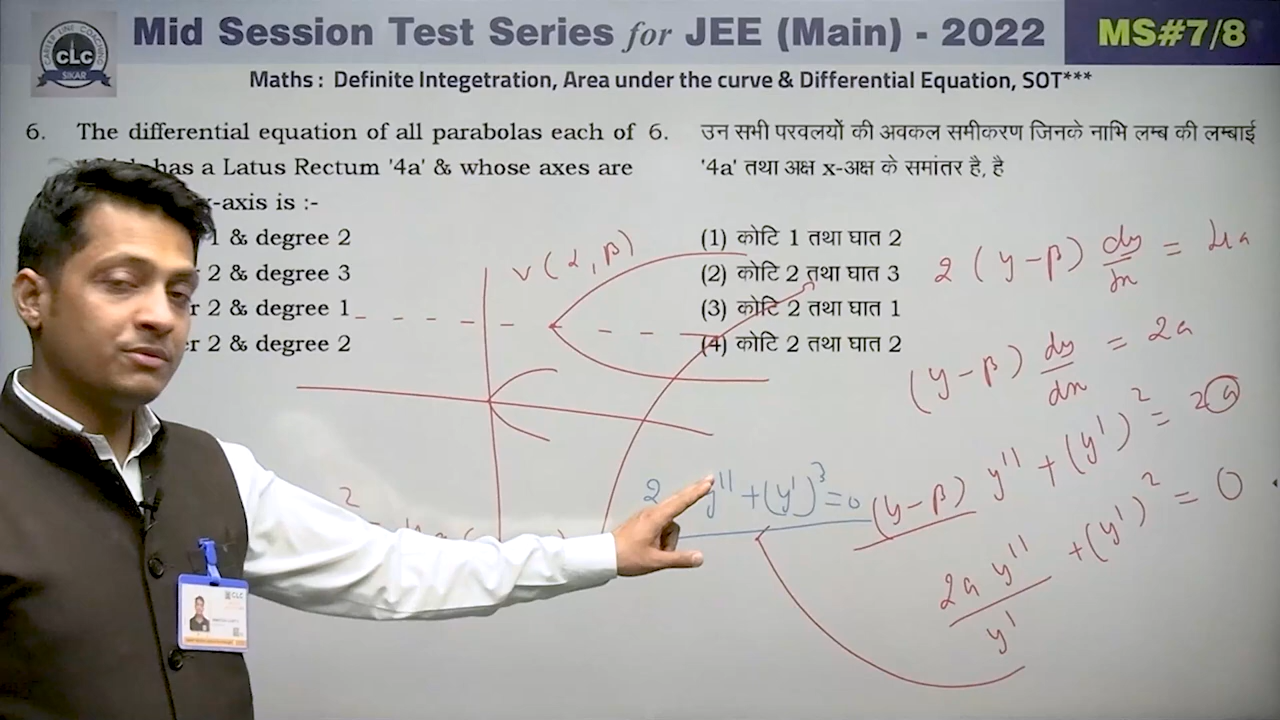 CAREER LINE COACHING
CLC
SIKAR
Mid Session Test Series for JEE (Main) - 2022
MS#7/8
Maths : Definite Integetration, Area under the curve & Differential Equation, SOT***
6. The differential equation of all parabolas each of
has a Latus Rectum '4a' & whose axes are
x-axis is :-
1 & degree 2
2 & degree 3
r 2 & degree 1
r 2 & degree 2
6. उन सभी परवलयों की अवकल समीकरण जिनके नाभि लम्ब की लम्बाई
'4a' तथा अक्ष x-अक्ष के समांतर है, है
(1) कोटि 1 तथा घात 2
(2) कोटि 2 तथा घात 3
(3) कोटि 2 तथा घात 1
(4) कोटि 2 तथा घात 2
V (α, β)
2 (y-β) dy/dx = 4a
(y-β) dy/dx = 2a
(y-β) y'' + (y')² = 2a
2a y''/y' + (y')² = 0
2 y'' + (y')³ = 0
2
CLC